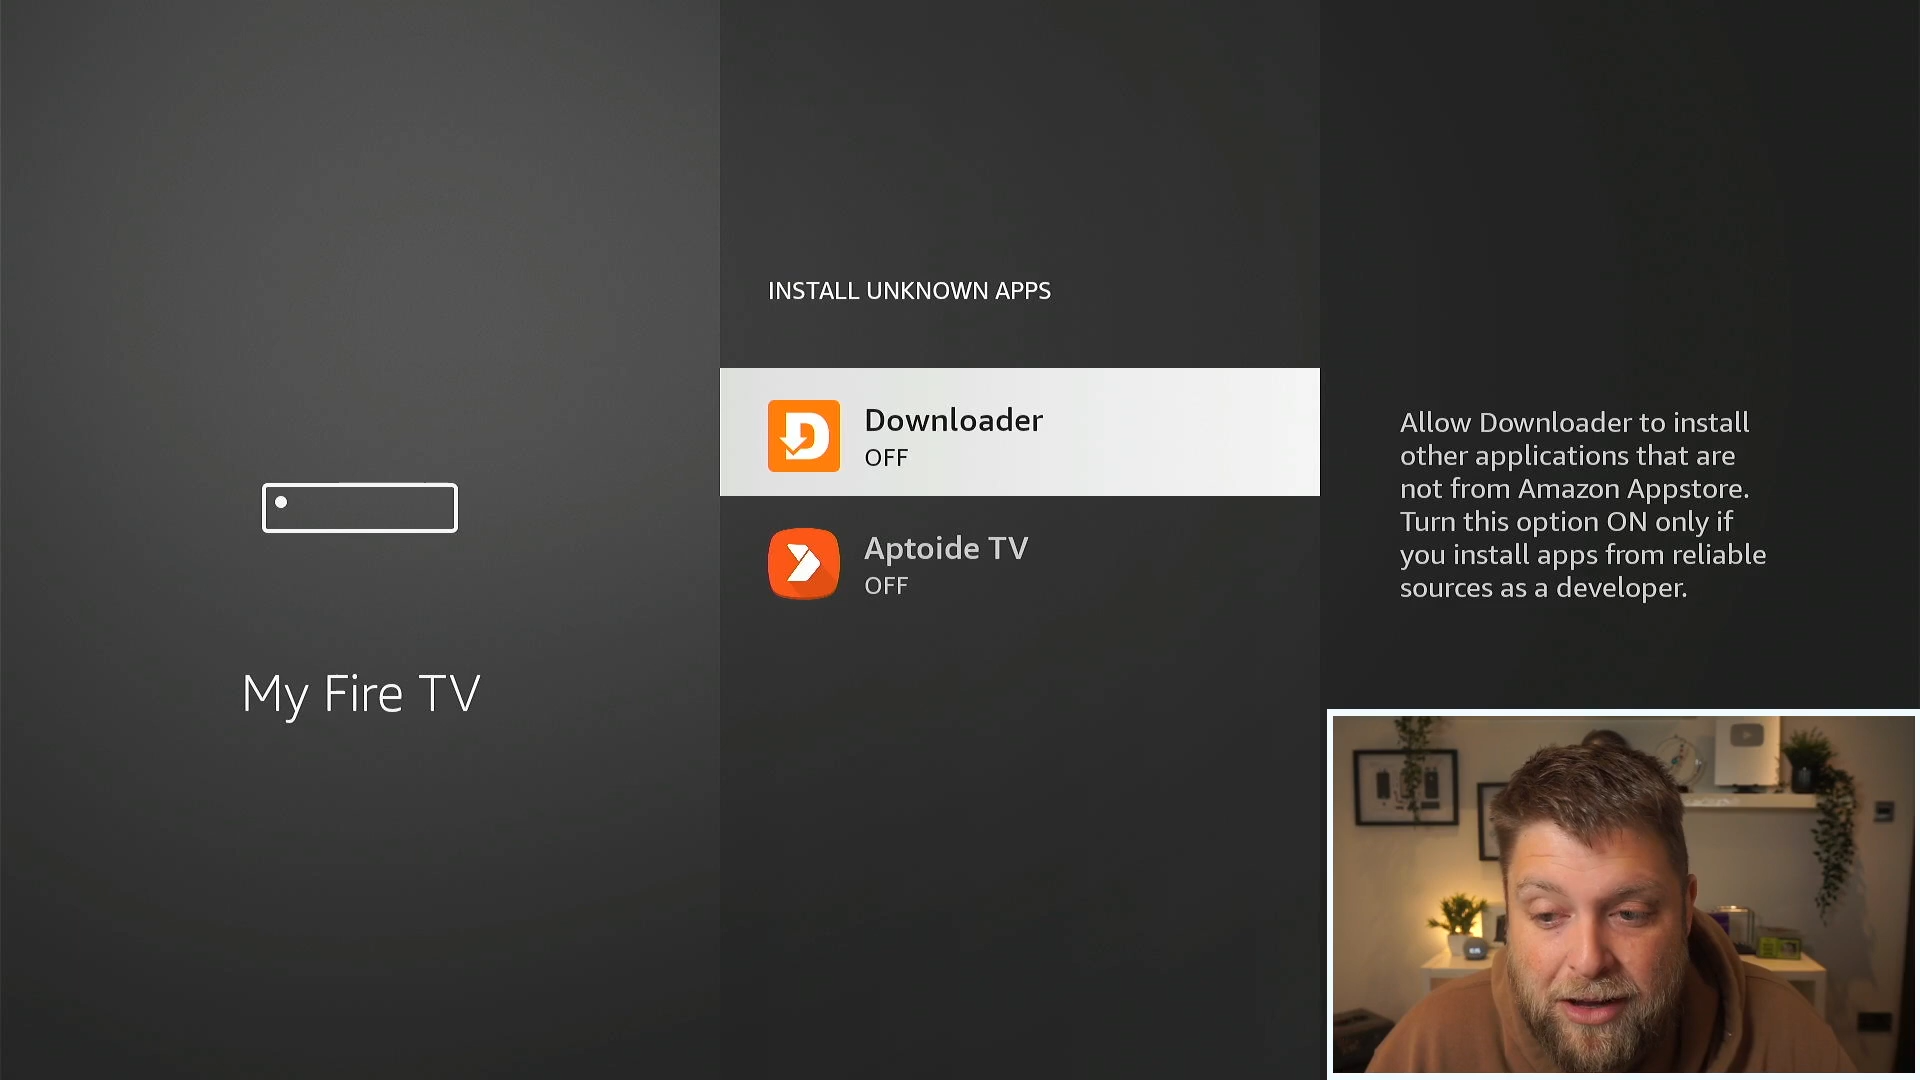 INSTALL UNKNOWN APPS
Downloader
OFF
Aptoide TV
OFF
My Fire TV
Allow Downloader to install
other applications that are
not from Amazon Appstore.
Turn this option ON only if
you install apps from reliable
sources as a developer.